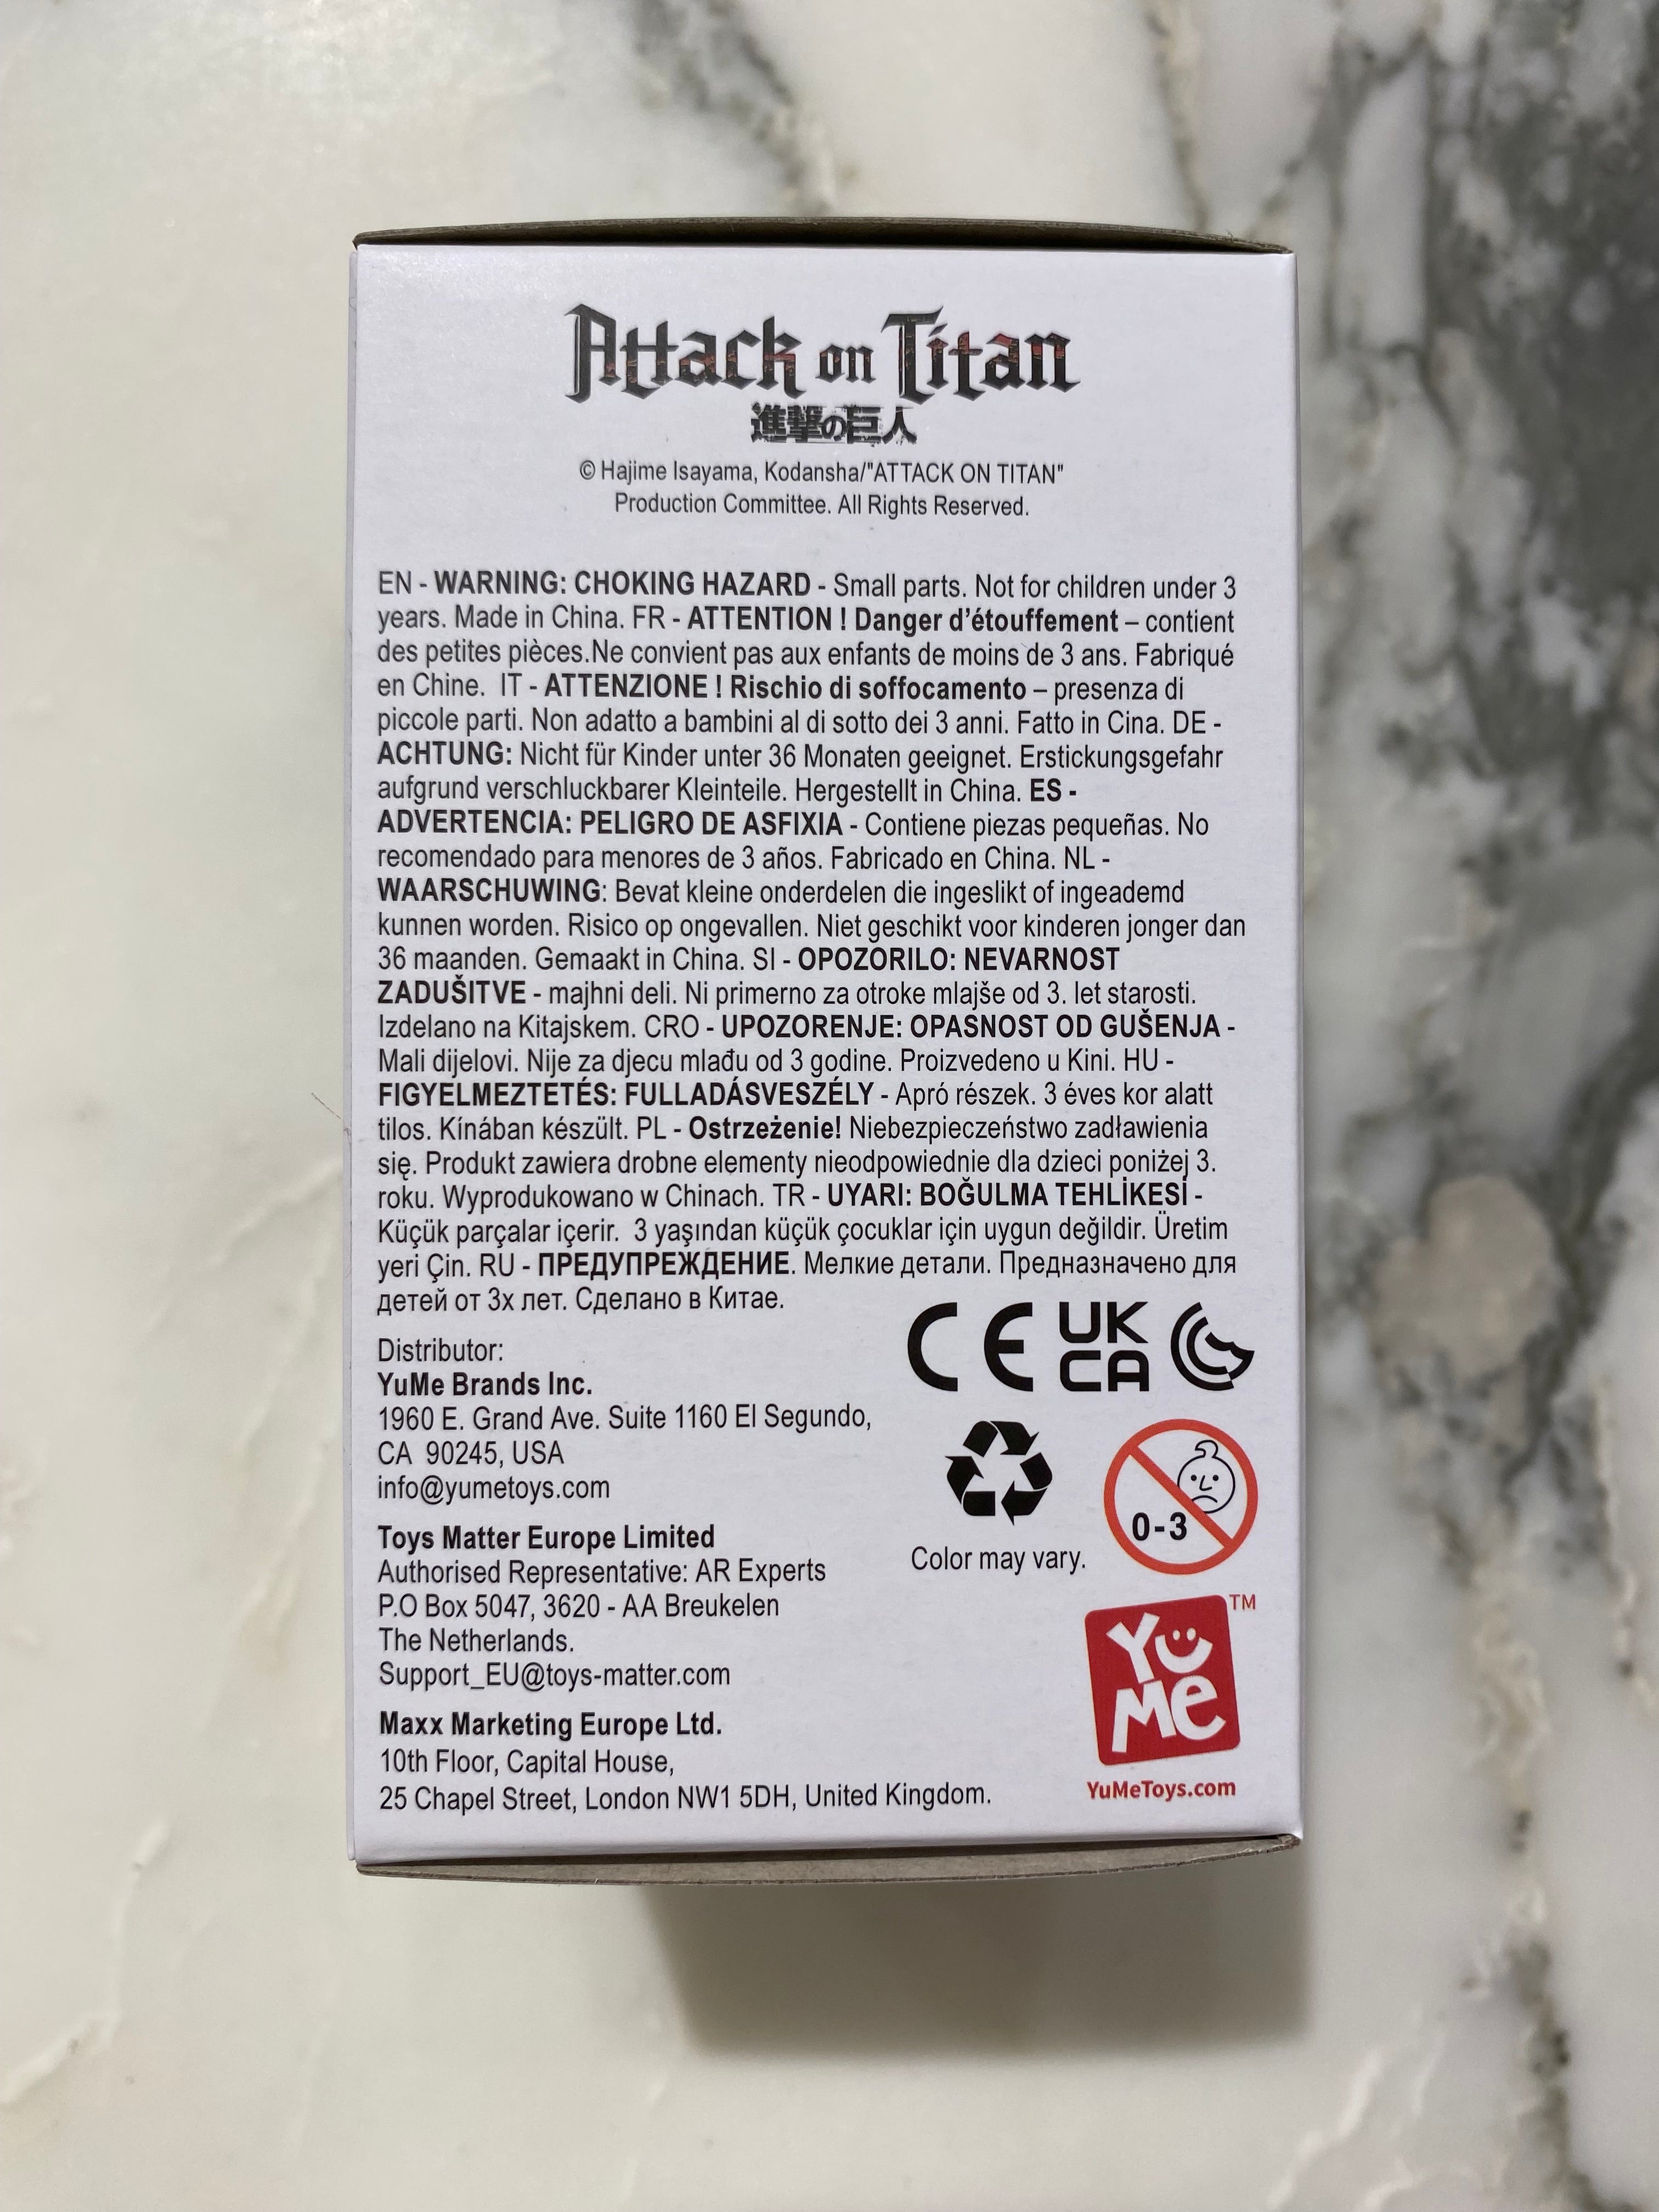 Attack on Titan
進撃の巨人
© Hajime Isayama, Kodansha/"ATTACK ON TITAN"
Production Committee. All Rights Reserved.
EN - WARNING: CHOKING HAZARD - Small parts. Not for children under 3
years. Made in China. FR - ATTENTION ! Danger d’étouffement – contient
des petites pièces.Ne convient pas aux enfants de moins de 3 ans. Fabriqué
en Chine. IT - ATTENZIONE ! Rischio di soffocamento – presenza di
piccole parti. Non adatto a bambini al di sotto dei 3 anni. Fatto in Cina. DE -
ACHTUNG: Nicht für Kinder unter 36 Monaten geeignet. Erstickungsgefahr
aufgrund verschluckbarer Kleinteile. Hergestellt in China. ES -
ADVERTENCIA: PELIGRO DE ASFIXIA - Contiene piezas pequeñas. No
recomendado para menores de 3 años. Fabricado en China. NL -
WAARSCHUWING: Bevat kleine onderdelen die ingeslikt of ingeademd
kunnen worden. Risico op ongevallen. Niet geschikt voor kinderen jonger dan
36 maanden. Gemaakt in China. SI - OPOZORILO: NEVARNOST
ZADUŠITVE - majhni deli. Ni primerno za otroke mlajše od 3. let starosti.
Izdelano na Kitajskem. CRO - UPOZORENJE: OPASNOST OD GUŠENJA -
Mali dijelovi. Nije za djecu mlađu od 3 godine. Proizvedeno u Kini. HU -
FIGYELMEZTETÉS: FULLADÁSVESZÉLY - Apró részek. 3 éves kor alatt
tilos. Kínában készült. PL - Ostrzeżenie! Niebezpieczeństwo zadławienia
się. Produkt zawiera drobne elementy nieodpowiednie dla dzieci poniżej 3.
roku. Wyprodukowano w Chinach. TR - UYARI: BOĞULMA TEHLİKESİ -
Küçük parçalar içerir. 3 yaşından küçük çocuklar için uygun değildir. Üretim
yeri Çin. RU - ПРЕДУПРЕЖДЕНИЕ. Мелкие детали. Предназначено для
детей от 3х лет. Сделано в Китае.
CE
UK
CA
Distributor:
YuMe Brands Inc.
1960 E. Grand Ave. Suite 1160 El Segundo,
CA 90245, USA
info@yumetoys.com
0-3
Color may vary.
Toys Matter Europe Limited
Authorised Representative: AR Experts
P.O Box 5047, 3620 - AA Breukelen
The Netherlands.
Support_EU@toys-matter.com
YuMe TM
YuMeToys.com
Maxx Marketing Europe Ltd.
10th Floor, Capital House,
25 Chapel Street, London NW1 5DH, United Kingdom.